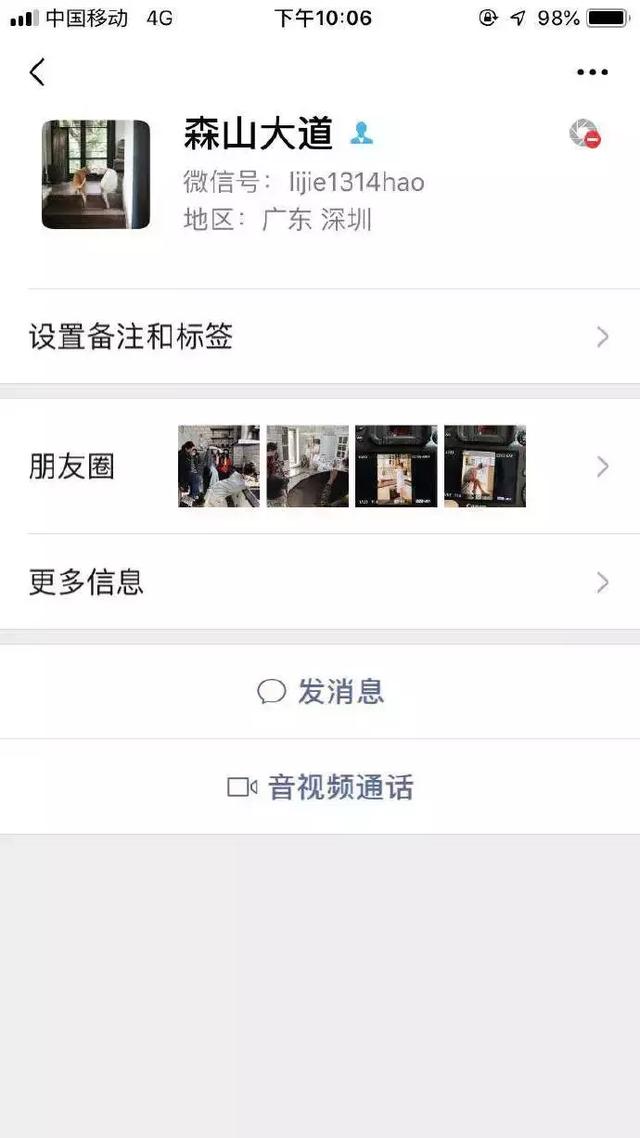 中国移动 4G 下午10:06 98%
森山大道
微信号：lijie1314hao
地区：广东 深圳
设置备注和标签
朋友圈
Canon
更多信息
发消息
音视频通话